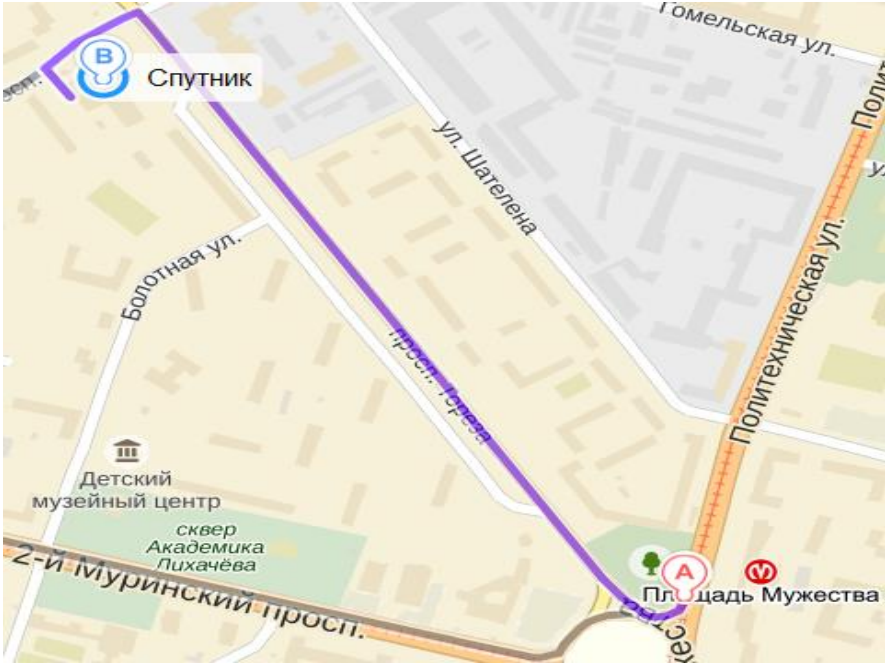 Гомельская ул.
B
Спутник
Полит
ул. Шателена
Болотная ул.
Политехническая ул.
просп. Тореза
Детский
музейный центр
сквер
Академика
Лихачёва
2-й Муринский просп.
A
Площадь Мужества